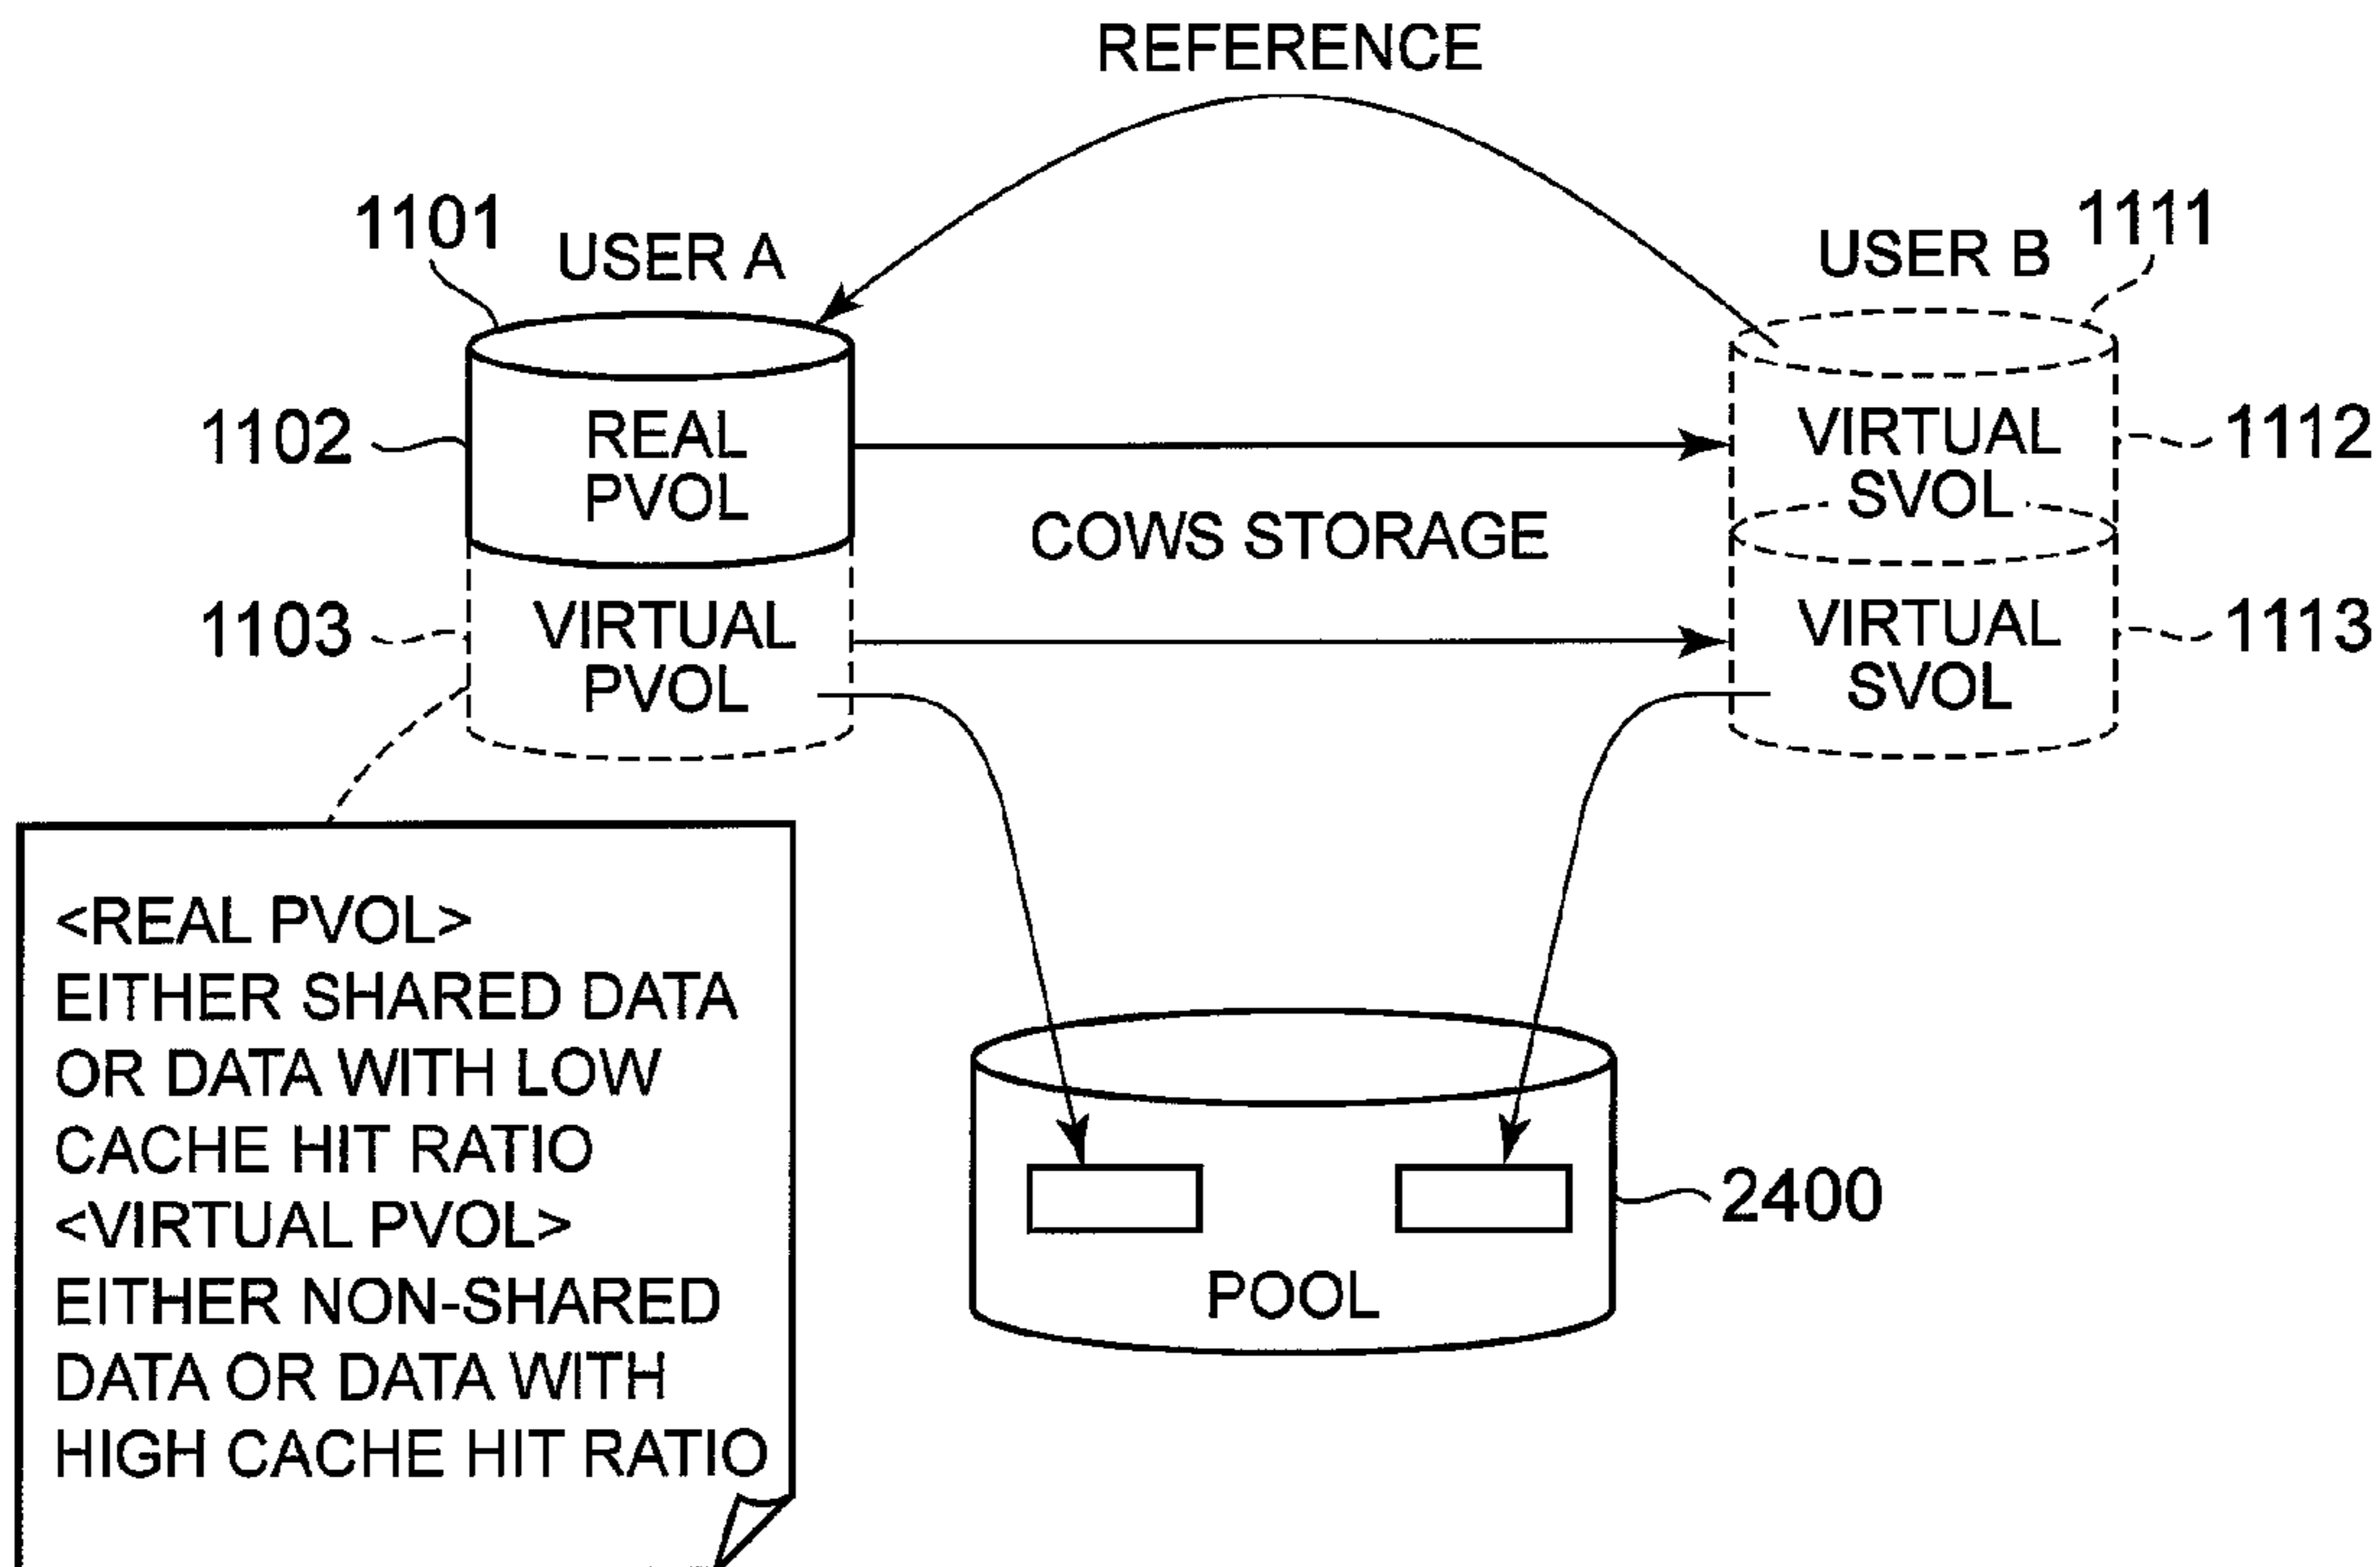 REFERENCE
1101
USER A
USER B
1111
1102
REAL
PVOL
VIRTUAL
SVOL
1112
COWS STORAGE
1103
VIRTUAL
PVOL
VIRTUAL
SVOL
1113
<REAL PVOL>
EITHER SHARED DATA
OR DATA WITH LOW
CACHE HIT RATIO
<VIRTUAL PVOL>
EITHER NON-SHARED
DATA OR DATA WITH
HIGH CACHE HIT RATIO
2400
POOL